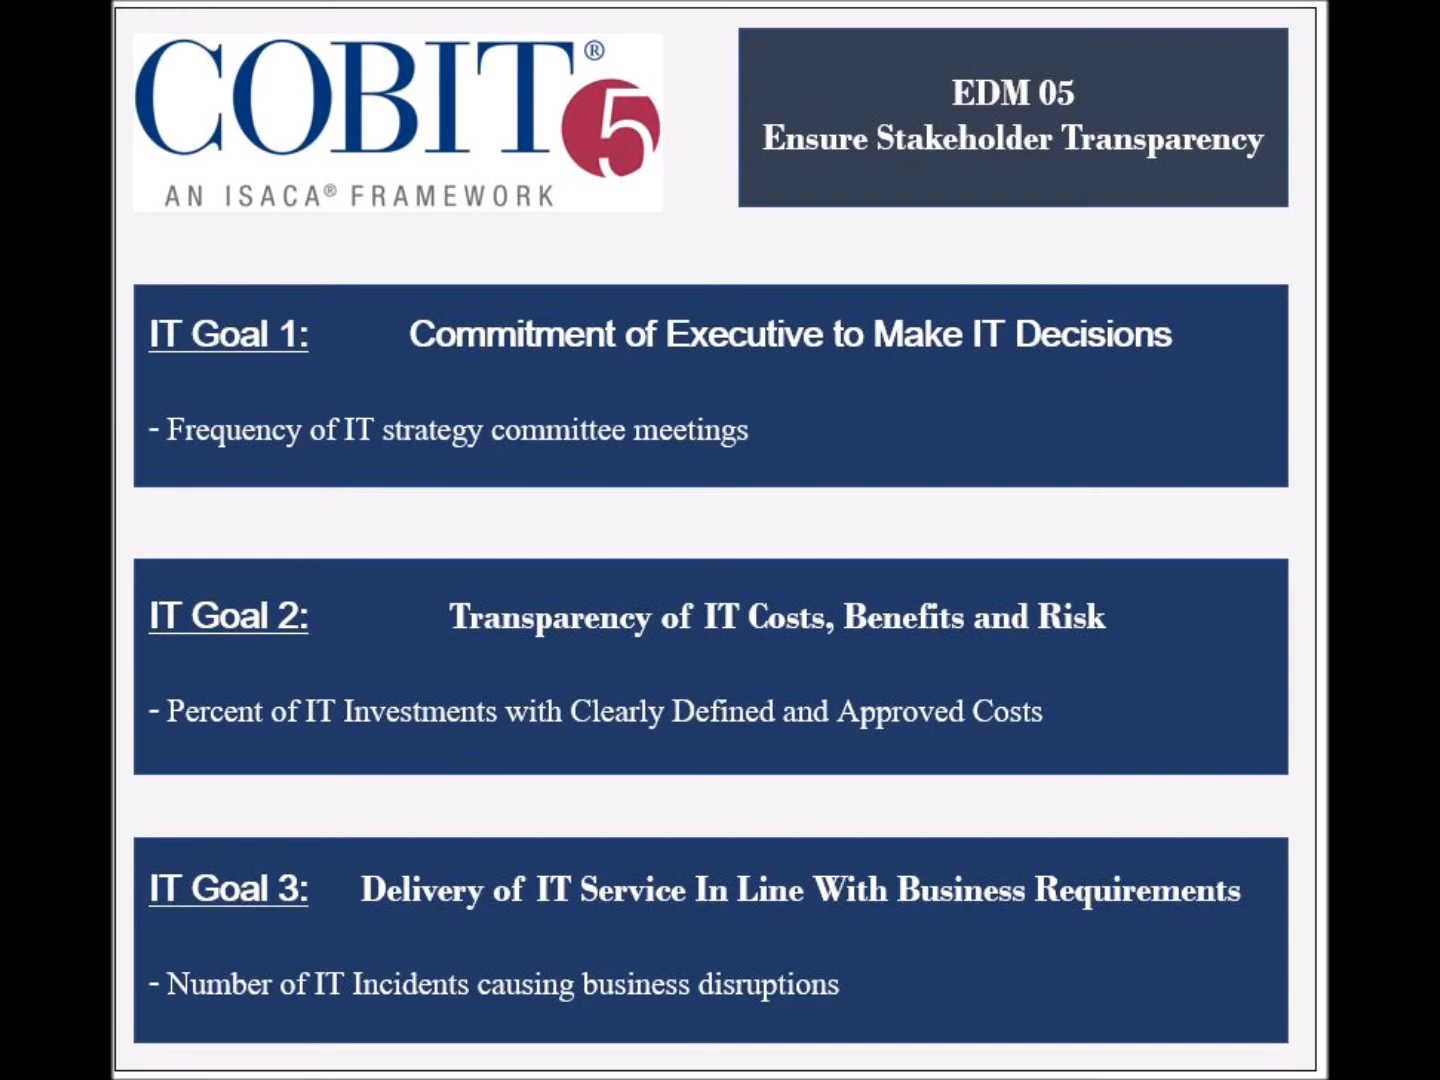 COBIT® 5
AN ISACA® FRAMEWORK
EDM 05
Ensure Stakeholder Transparency
IT Goal 1: Commitment of Executive to Make IT Decisions
- Frequency of IT strategy committee meetings
IT Goal 2: Transparency of IT Costs, Benefits and Risk
- Percent of IT Investments with Clearly Defined and Approved Costs
IT Goal 3: Delivery of IT Service In Line With Business Requirements
- Number of IT Incidents causing business disruptions